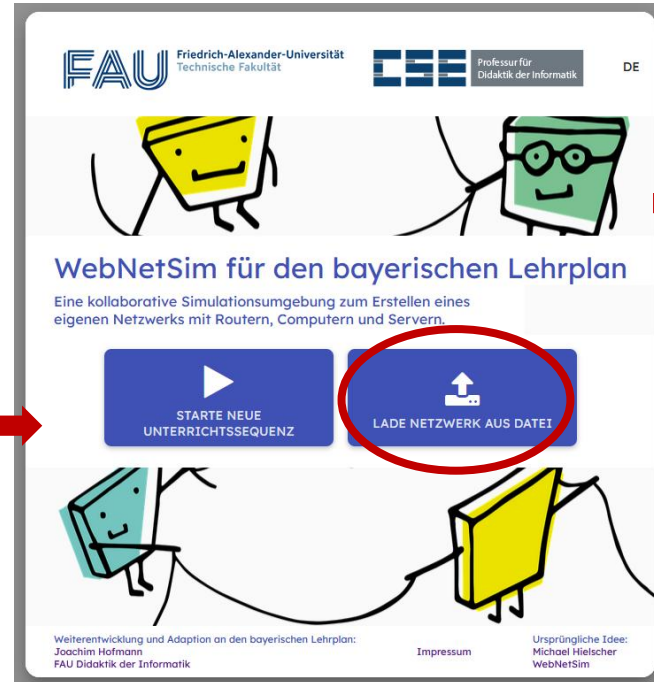 FAU Friedrich-Alexander-Universität
Technische Fakultät
CSE Professur für
Didaktik der Informatik
DE
WebNetSim für den bayerischen Lehrplan
Eine kollaborative Simulationsumgebung zum Erstellen eines
eigenen Netzwerks mit Routern, Computern und Servern.
STARTE NEUE
UNTERRICHTSSEQUENZ
LADE NETZWERK AUS DATEI
Weiterentwicklung und Adaption an den bayerischen Lehrplan:
Joachim Hofmann
FAU Didaktik der Informatik
Impressum
Ursprüngliche Idee:
Michael Hielscher
WebNetSim